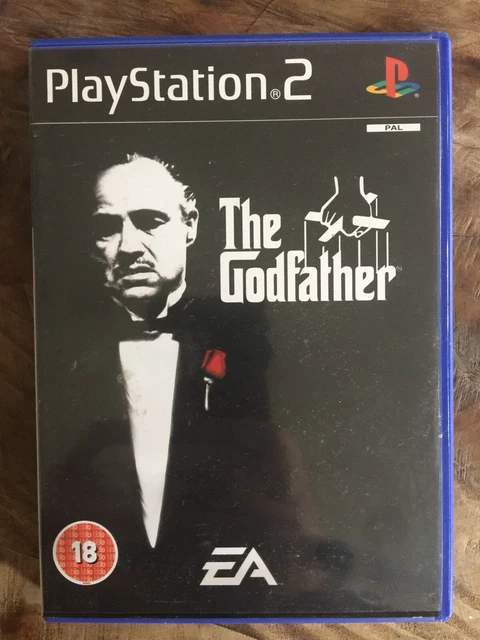 PlayStation®2
PAL
The
Godfather
18
EA